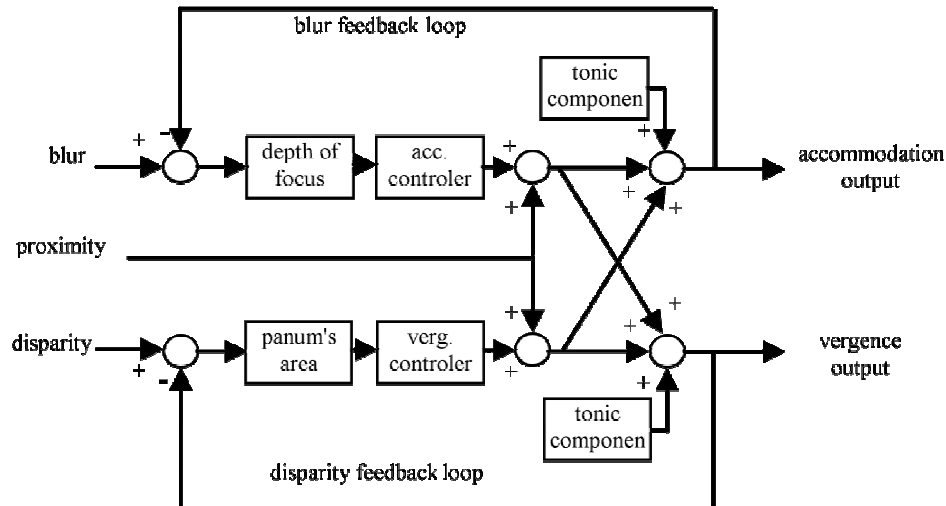 blur feedback loop
tonic
componen
-
+
+
blur
depth of
focus
acc.
controler
+
+
+
accommodation
output
+
proximity
+
+
+
disparity
+
-
panum's
area
verg.
controler
+
+
+
vergence
output
tonic
componen
disparity feedback loop